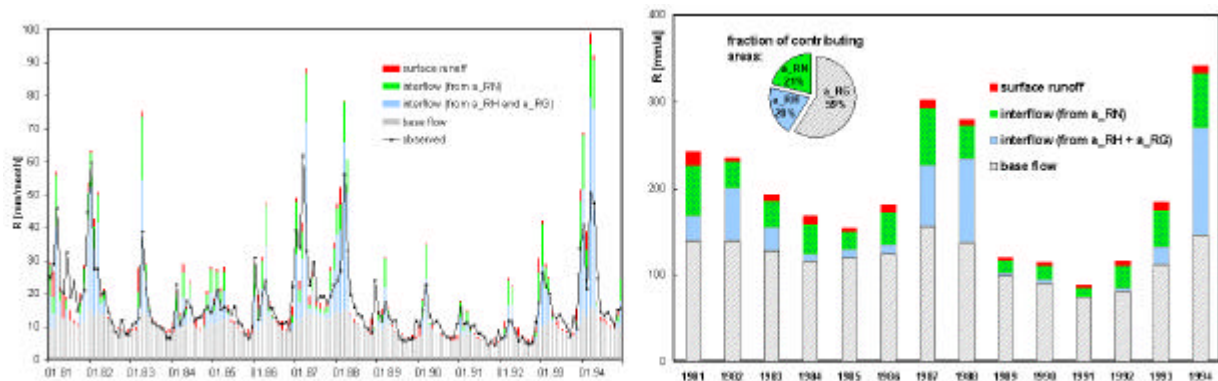 100
90
80
70
60
50
40
30
20
10
0
R [mm/month]
surface runoff
interflow (from a_RN)
interflow (from a_RH and a_RG)
base flow
observed
01.81
01.82
01.83
01.84
01.85
01.86
01.87
01.88
01.89
01.90
01.91
01.92
01.93
01.94
400
300
200
100
0
R [mm/a]
fraction of contributing
areas:
a_RN
21%
a_RH
20%
a_RG
59%
surface runoff
interflow (from a_RN)
interflow (from a_RH + a_RG)
base flow
1981
1982
1983
1984
1985
1986
1987
1988
1989
1990
1991
1992
1993
1994